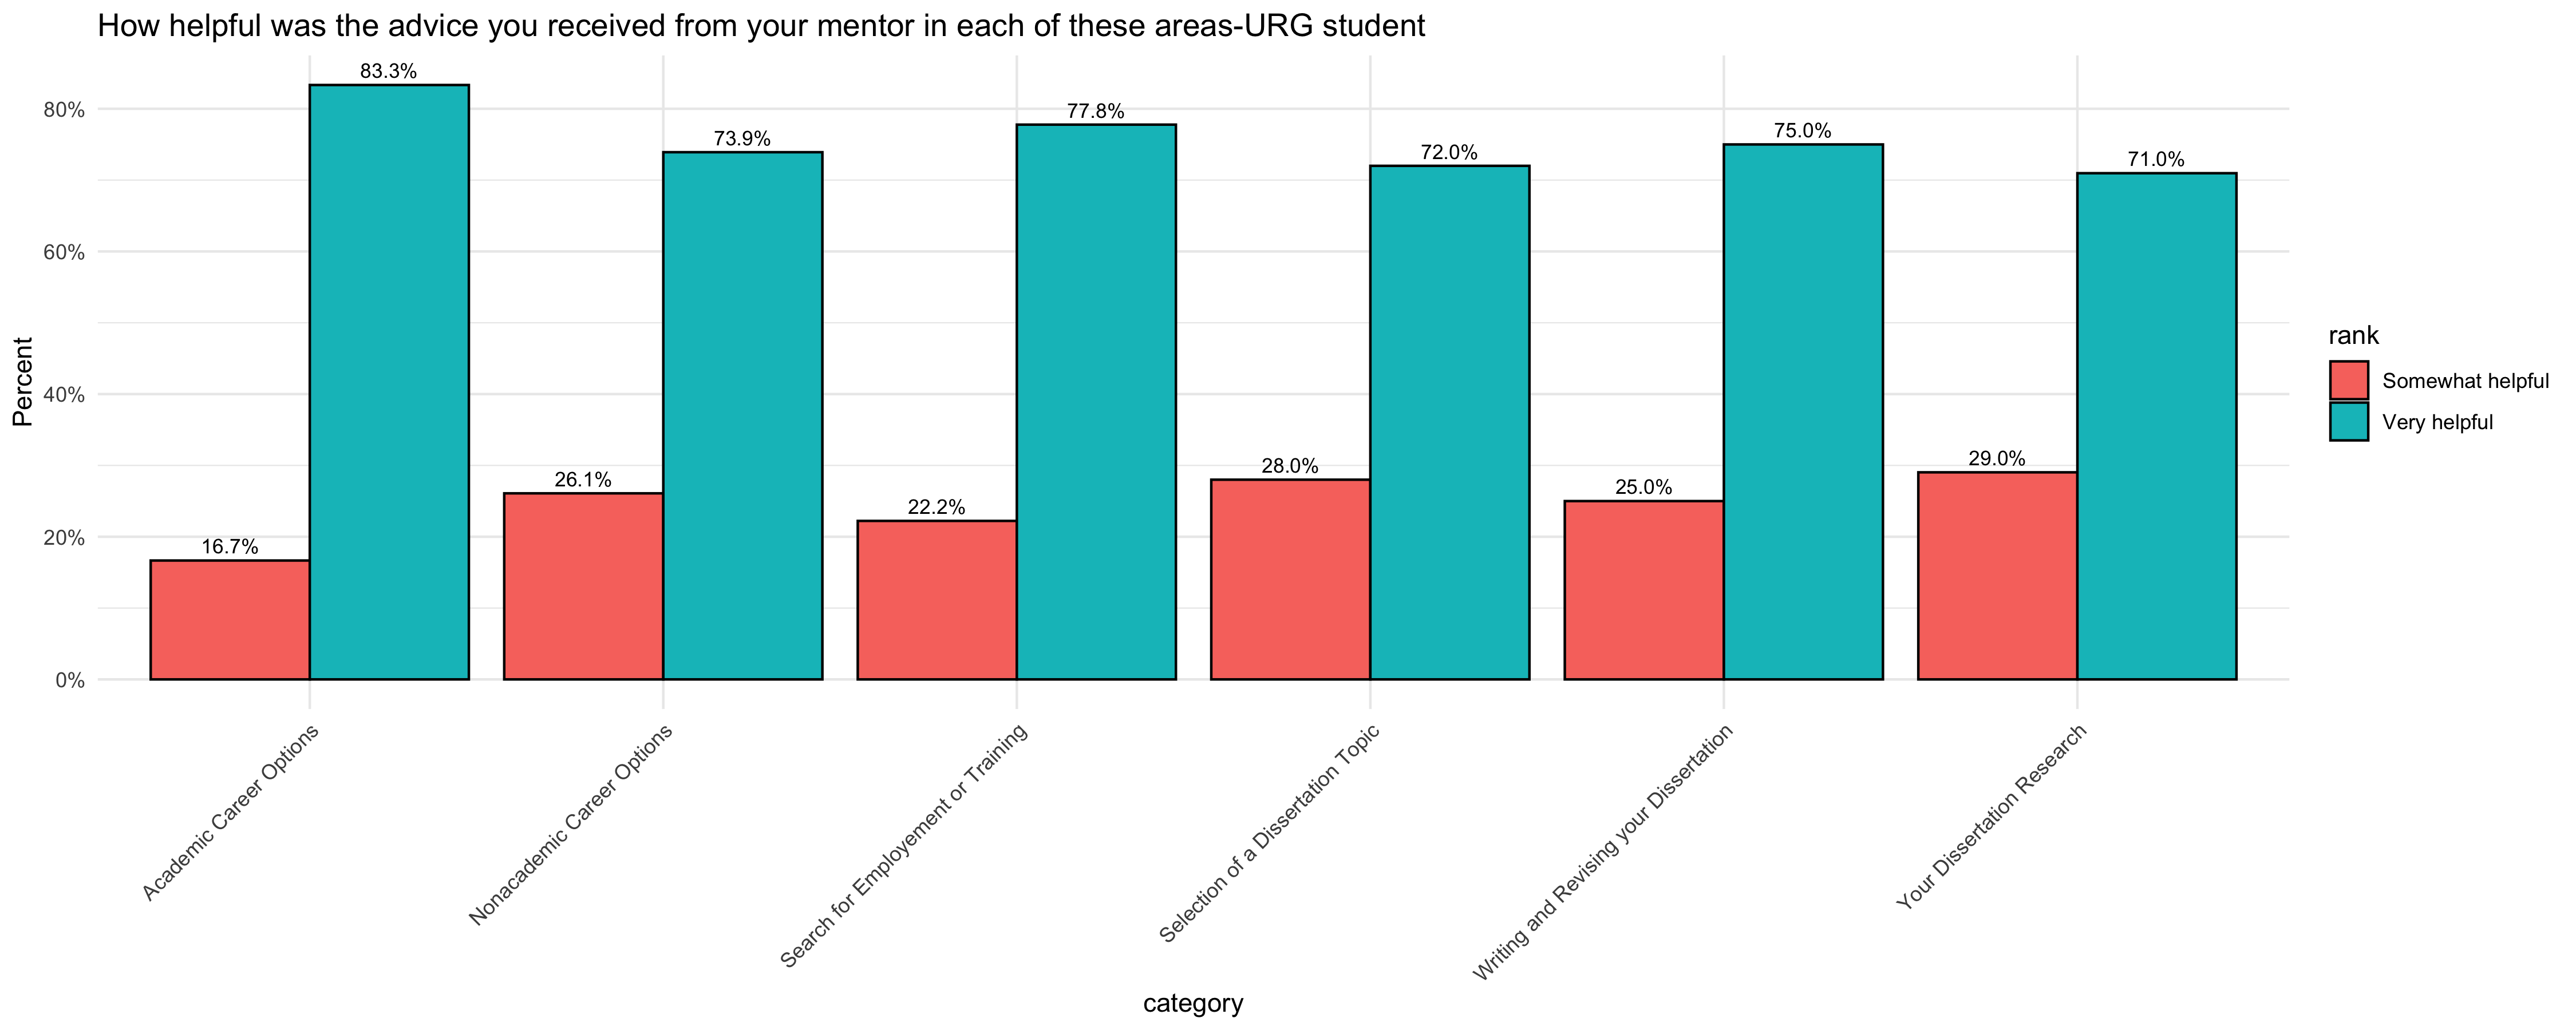 How helpful was the advice you received from your mentor in each of these areas-URG student
Percent
80%
60%
40%
20%
0%
16.7%
83.3%
26.1%
73.9%
22.2%
77.8%
28.0%
72.0%
25.0%
75.0%
29.0%
71.0%
Academic Career Options
Nonacademic Career Options
Search for Employement or Training
Selection of a Dissertation Topic
Writing and Revising your Dissertation
Your Dissertation Research
category
rank
Somewhat helpful
Very helpful